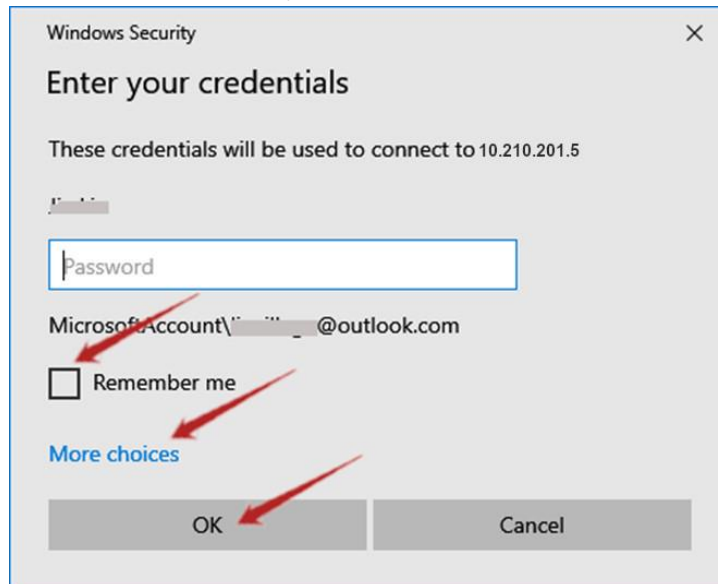 Windows Security
Enter your credentials
These credentials will be used to connect to 10.210.201.5
Password
MicrosoftAccount\ @outlook.com
Remember me
More choices
OK
Cancel